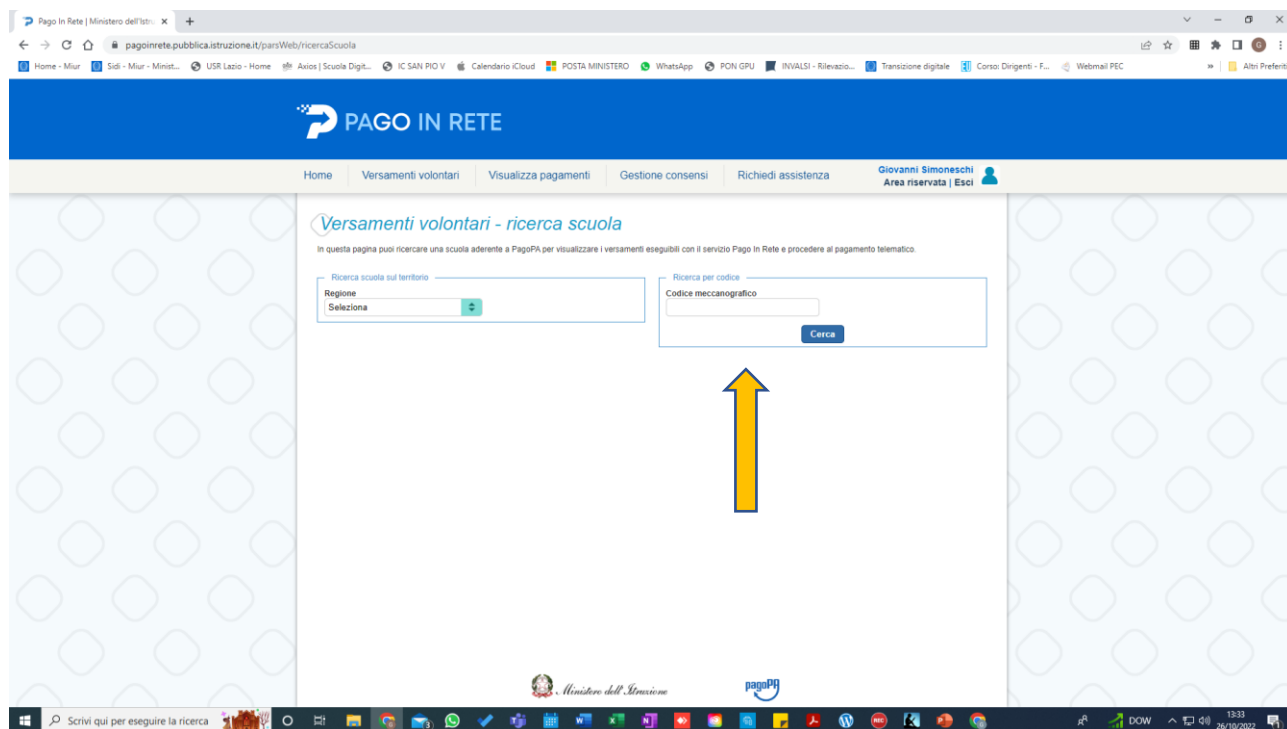 Pago In Rete | Ministero dell'Istru
pagoinrete.pubblica.istruzione.it/parsWeb/ricercaScuola
G
Home - Miur Sidi - Miur - Minist... USR Lazio - Home Axios | Scuola Digit... IC SAN PIO V Calendario iCloud POSTA MINISTERO WhatsApp PON GPU INVALSI - Rilevazio... Transizione digitale Corso: Dirigenti - F... Webmail PEC » Altri Preferiti
PAGO IN RETE
Home Versamenti volontari Visualizza pagamenti Gestione consensi Richiedi assistenza
Giovanni Simoneschi
Area riservata | Esci
Versamenti volontari - ricerca scuola
In questa pagina puoi ricercare una scuola aderente a PagoPA per visualizzare i versamenti eseguibili con il servizio Pago In Rete e procedere al pagamento telematico.
Ricerca scuola sul territorio
Regione
Seleziona
Ricerca per codice
Codice meccanografico
Cerca
Ministero dell'Istruzione
pagoPA
Scrivi qui per eseguire la ricerca
REC
DOW
13:33
26/10/2022